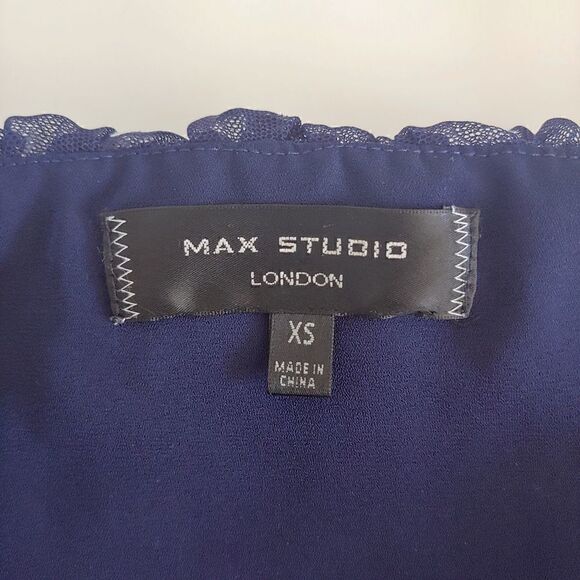 MAX STUDIO
LONDON
XS
MADE IN
CHINA